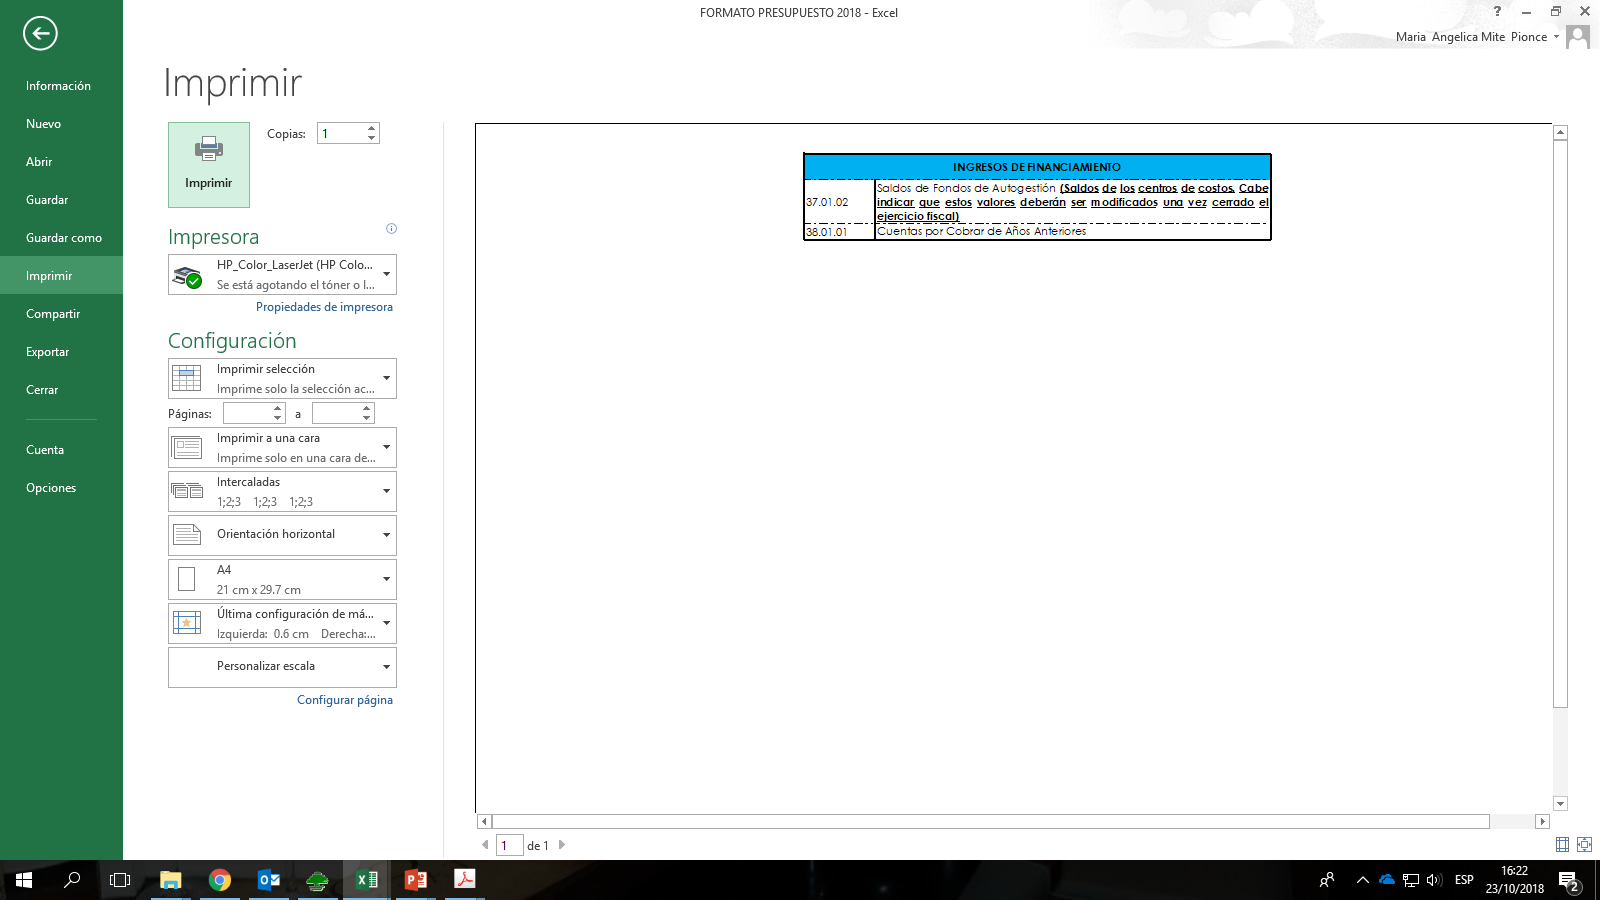 FORMATO PRESUPUESTO 2018 - Excel
?
Maria Angelica Mite Pionce
Información
Nuevo
Abrir
Guardar
Guardar como
Imprimir
Compartir
Exportar
Cerrar
Cuenta
Opciones
Imprimir
Imprimir
Copias: 1
Impresora
HP_Color_LaserJet (HP Colo...
Se está agotando el tóner o l...
Propiedades de impresora
Configuración
Imprimir selección
Imprime solo la selección ac...
Páginas: a
Imprimir a una cara
Imprime solo en una cara de...
Intercaladas
1;2;3 1;2;3 1;2;3
Orientación horizontal
A4
21 cm x 29.7 cm
Última configuración de má...
Izquierda: 0.6 cm Derecha:...
Personalizar escala
Configurar página
INGRESOS DE FINANCIAMIENTO
37.01.02
Saldos de Fondos de Autogestión (Saldos de los centros de costos. Cabe
indicar que estos valores deberán ser modificados una vez cerrado el
ejercicio fiscal)
38.01.01 Cuentas por Cobrar de Años Anteriores
1 de 1
ESP
16:22
23/10/2018
2